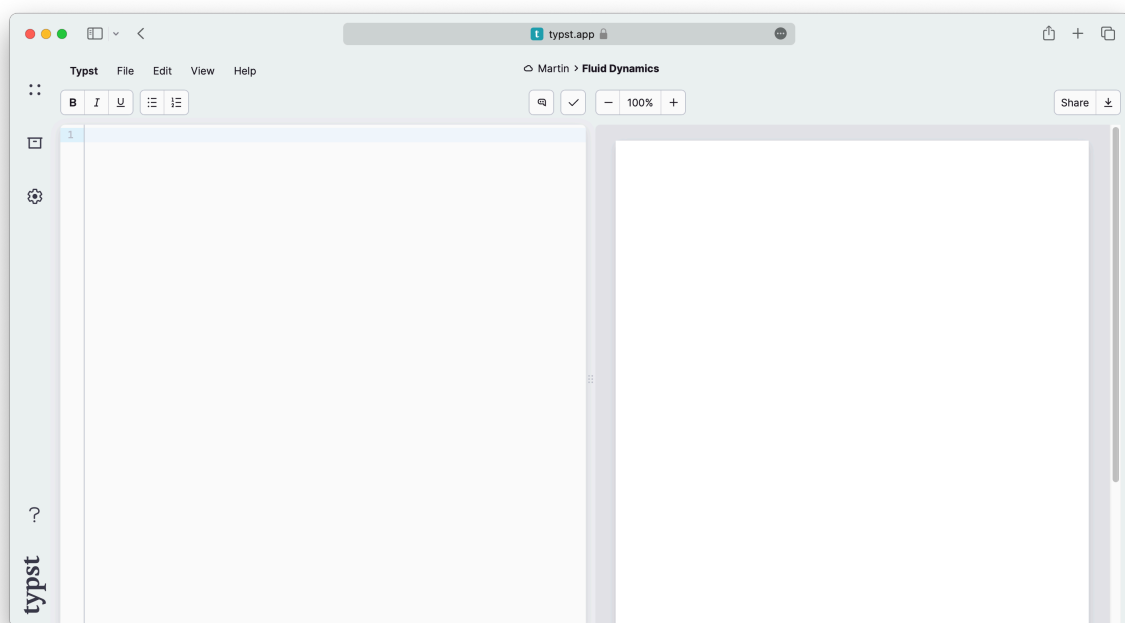 t typst.app
Typst File Edit View Help
Martin > Fluid Dynamics
B I U
100%
Share
1
?
typst